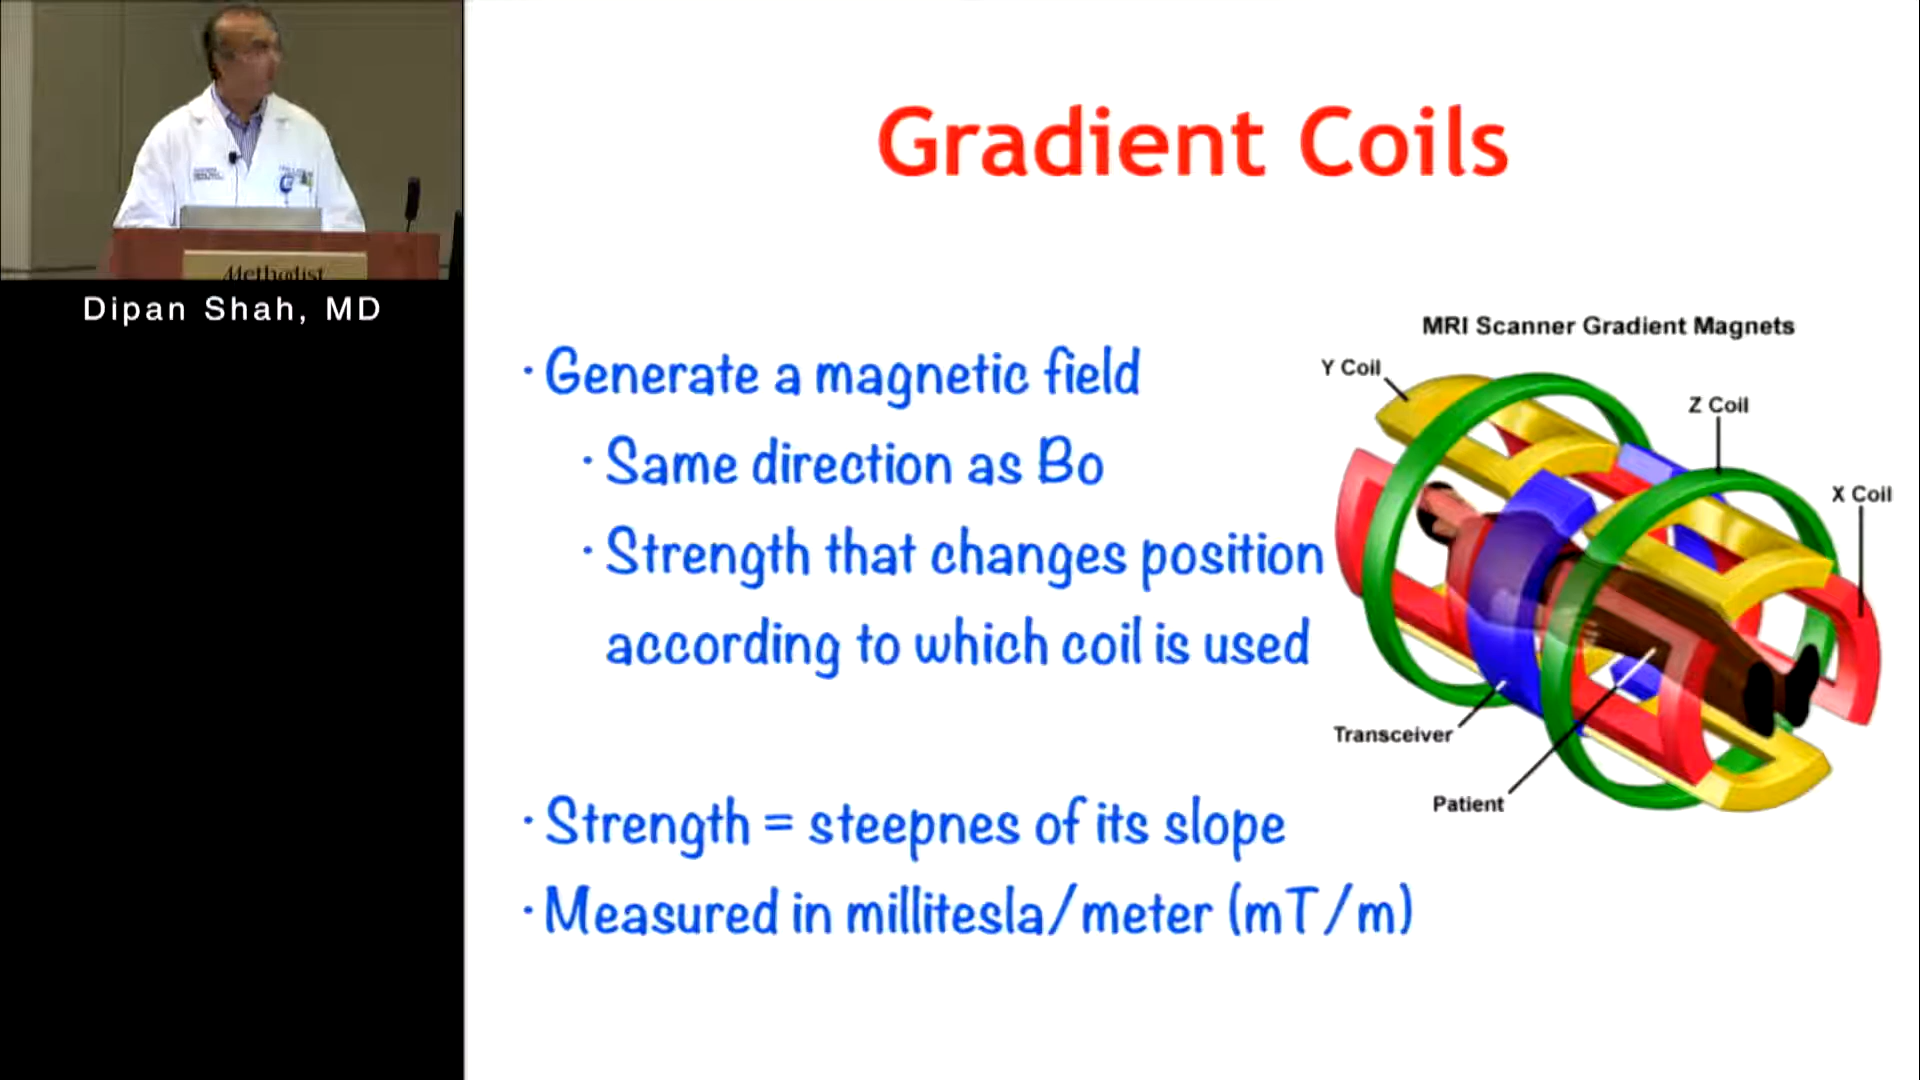 Methodist
Dipan Shah, MD
Gradient Coils
· Generate a magnetic field
· Same direction as Bo
· Strength that changes position
according to which coil is used
· Strength = steepnes of its slope
· Measured in millitesla/meter (mT/m)
MRI Scanner Gradient Magnets
Y Coil
Z Coil
X Coil
Transceiver
Patient